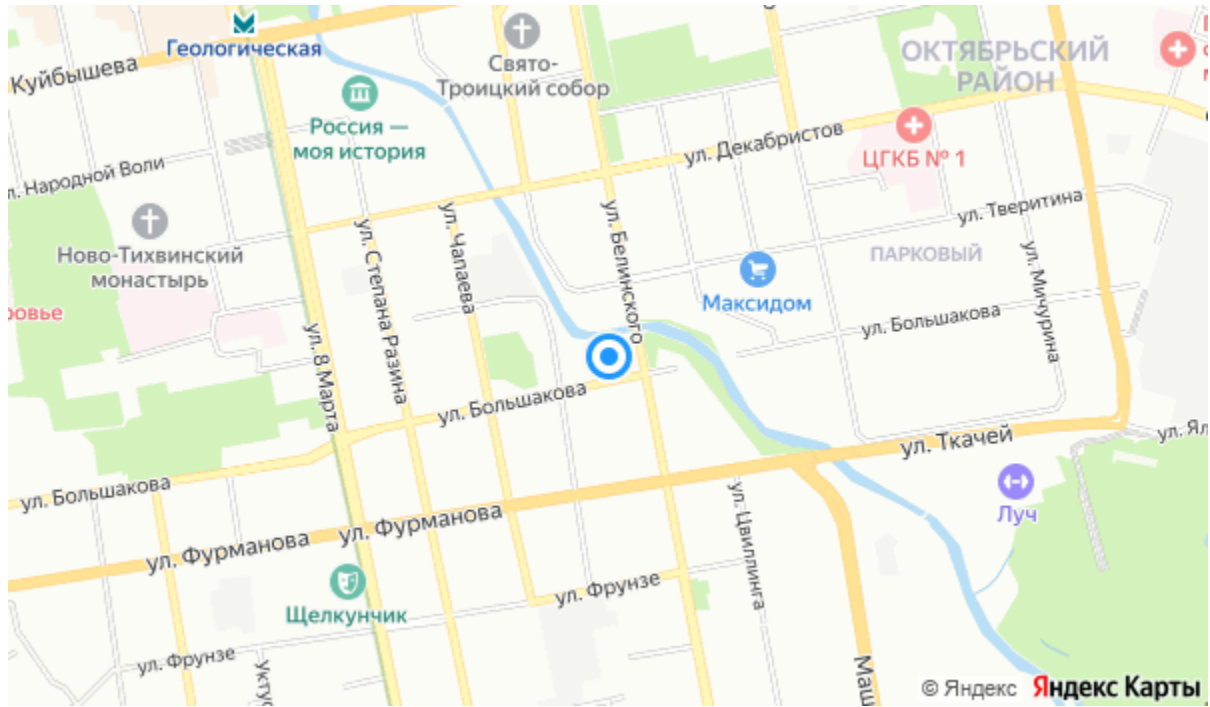 Геологическая
Куйбышева
Свято-
Троицкий собор
ОКТЯБРЬСКИЙ
РАЙОН
Россия —
моя история
ул. Декабристов
ЦГКБ № 1
л. Народной Воли
ул. Тверитина
Ново-Тихвинский
монастырь
ул. Степана Разина
ул. Чапаева
ул. Белинского
ПАРКОВЫЙ
ул. Мичурина
Максидом
ровье
ул. 8 Марта
ул. Большакова
ул. Большакова
ул. Ткачей
ул. Ял
ул. Большакова
Луч
ул. Фурманова
ул. Фурманова
ул. Цвиллинга
Щелкунчик
ул. Фрунзе
ул. Фрунзе
Укту
Маш
© Яндекс Яндекс Карты